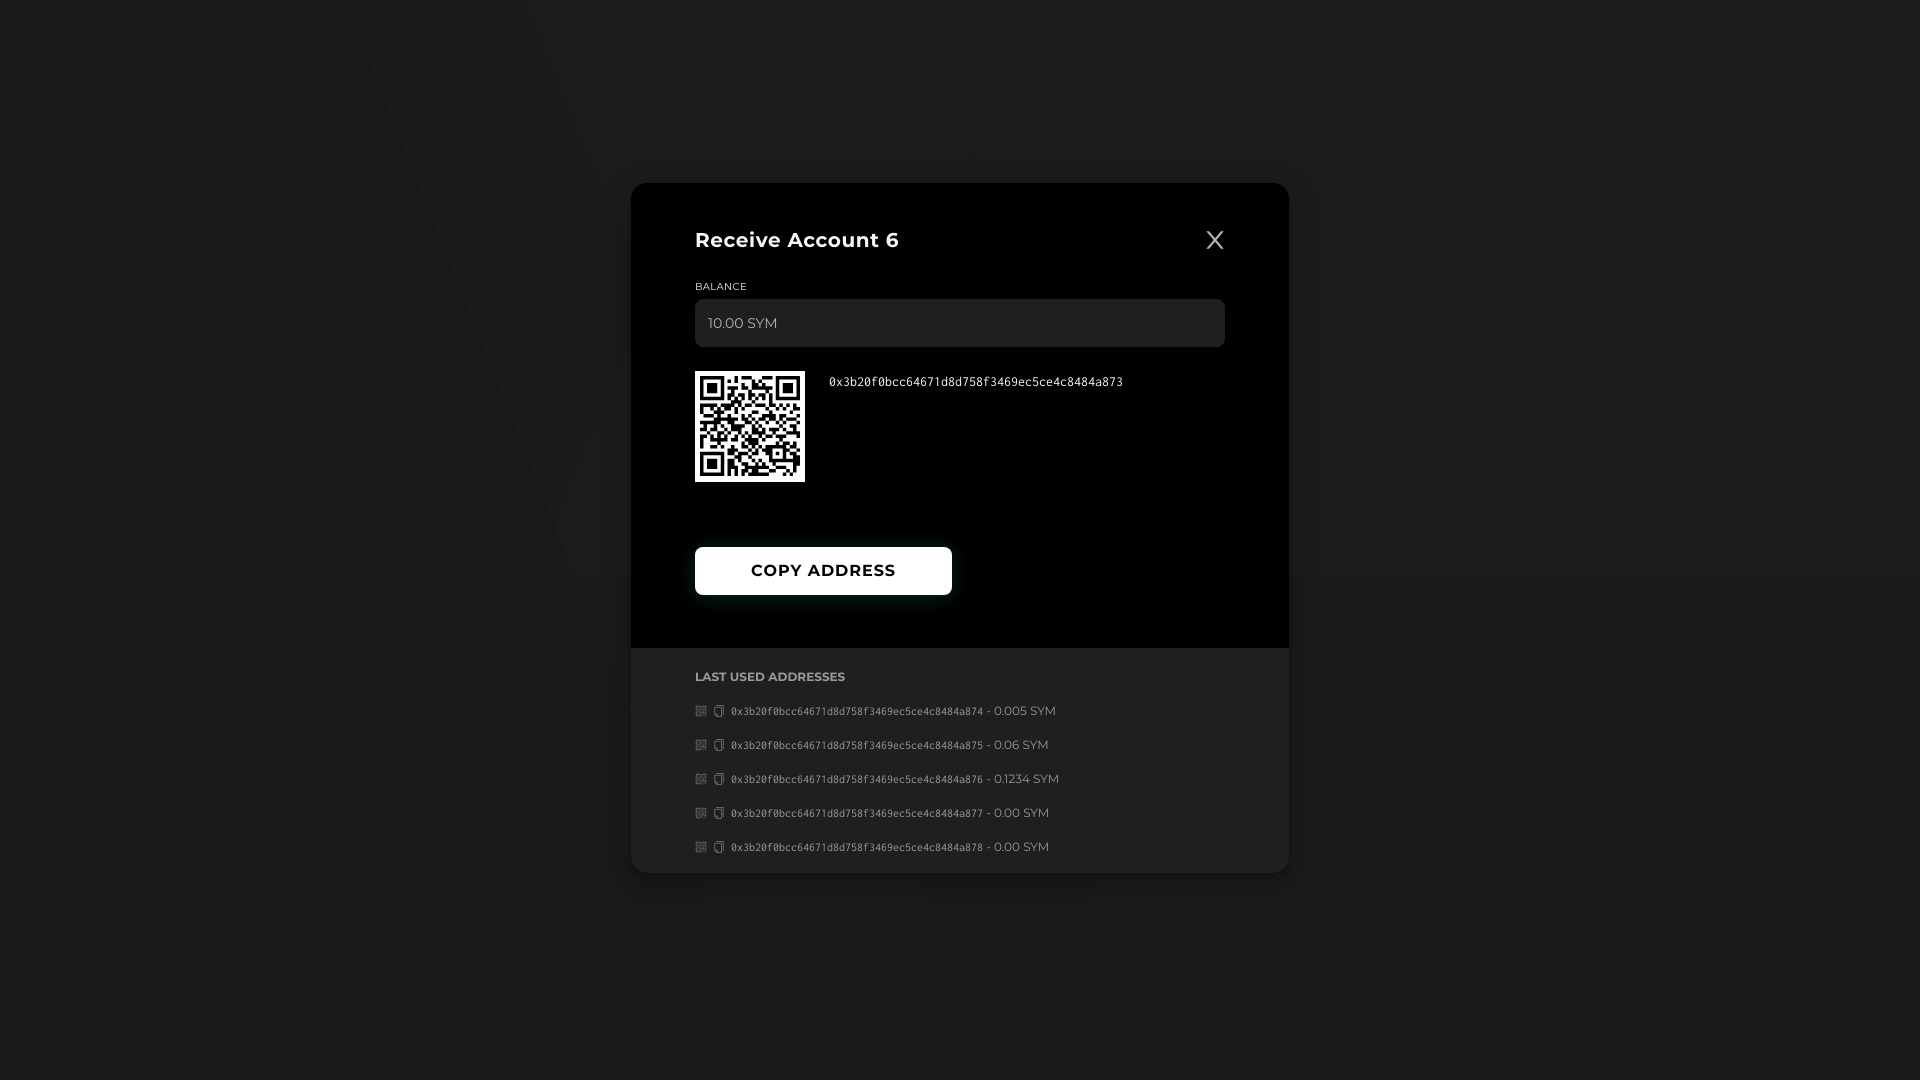 Receive Account 6
X
BALANCE
10.00 SYM
0x3b20f0bcc64671d8d758f3469ec5ce4c8484a873
COPY ADDRESS
LAST USED ADDRESSES
0x3b20f0bcc64671d8d758f3469ec5ce4c8484a874 - 0.005 SYM
0x3b20f0bcc64671d8d758f3469ec5ce4c8484a875 - 0.06 SYM
0x3b20f0bcc64671d8d758f3469ec5ce4c8484a876 - 0.1234 SYM
0x3b20f0bcc64671d8d758f3469ec5ce4c8484a877 - 0.00 SYM
0x3b20f0bcc64671d8d758f3469ec5ce4c8484a878 - 0.00 SYM